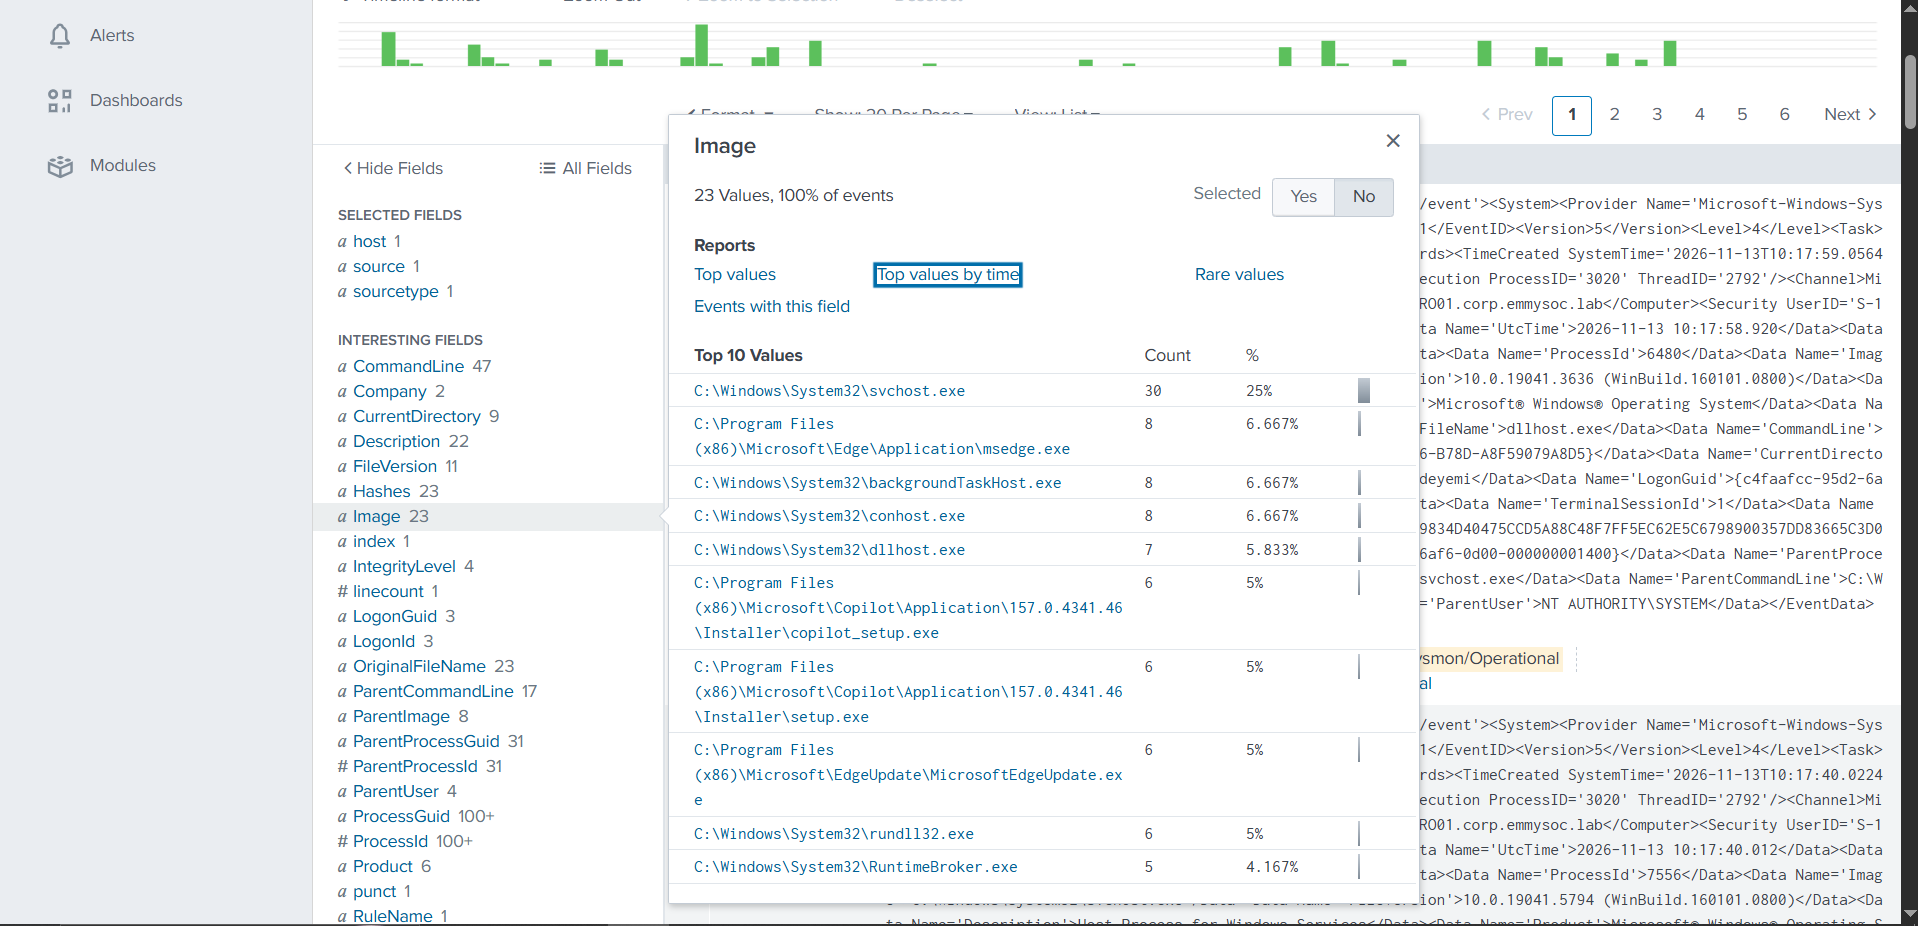 Alerts
Dashboards
Modules
Prev 1 2 3 4 5 6 Next
Hide Fields All Fields
SELECTED FIELDS
a host 1
a source 1
a sourcetype 1
INTERESTING FIELDS
a CommandLine 47
a Company 2
a CurrentDirectory 9
a Description 22
a FileVersion 11
a Hashes 23
a Image 23
a index 1
a IntegrityLevel 4
# linecount 1
a LogonGuid 3
a LogonId 3
a OriginalFileName 23
a ParentCommandLine 17
a ParentImage 8
a ParentProcessGuid 31
# ParentProcessId 31
a ParentUser 4
a ProcessGuid 100+
# ProcessId 100+
a Product 6
a punct 1
a RuleName 1
Image
23 Values, 100% of events Selected Yes No
Reports
Top values Top values by time Rare values
Events with this field
Top 10 Values Count %
C:\Windows\System32\svchost.exe 30 25%
C:\Program Files 8 6.667%
(x86)\Microsoft\Edge\Application\msedge.exe
C:\Windows\System32\backgroundTaskHost.exe 8 6.667%
C:\Windows\System32\conhost.exe 8 6.667%
C:\Windows\System32\dllhost.exe 7 5.833%
C:\Program Files 6 5%
(x86)\Microsoft\Copilot\Application\157.0.4341.46
\Installer\copilot_setup.exe
C:\Program Files 6 5%
(x86)\Microsoft\Copilot\Application\157.0.4341.46
\Installer\setup.exe
C:\Program Files 6 5%
(x86)\Microsoft\EdgeUpdate\MicrosoftEdgeUpdate.ex
e
C:\Windows\System32\rundll32.exe 6 5%
C:\Windows\System32\RuntimeBroker.exe 5 4.167%
/event'><System><Provider Name='Microsoft-Windows-Sys
1</EventID><Version>5</Version><Level>4</Level><Task>
rds><TimeCreated SystemTime='2026-11-13T10:17:59.0564
ecution ProcessID='3020' ThreadID='2792'/><Channel>Mi
RO01.corp.emmysoc.lab</Computer><Security UserID='S-1
ta Name='UtcTime'>2026-11-13 10:17:58.920</Data><Data
ta><Data Name='ProcessId'>6480</Data><Data Name='Imag
ion'>10.0.19041.3636 (WinBuild.160101.0800)</Data><Da
'>Microsoft® Windows® Operating System</Data><Data Na
FileName'>dllhost.exe</Data><Data Name='CommandLine'>
6-B78D-A8F59079A8D5}</Data><Data Name='CurrentDirecto
deyemi</Data><Data Name='LogonGuid'>{c4faafcc-95d2-6a
ta><Data Name='TerminalSessionId'>1</Data><Data Name
9834D40475CCD5A88C48F7FF5EC62E5C6798900357DD83665C3D0
6af6-0d00-000000001400}</Data><Data Name='ParentProce
svchost.exe</Data><Data Name='ParentCommandLine'>C:\W
='ParentUser'>NT AUTHORITY\SYSTEM</Data></EventData>
ysmon/Operational
al
/event'><System><Provider Name='Microsoft-Windows-Sys
1</EventID><Version>5</Version><Level>4</Level><Task>
rds><TimeCreated SystemTime='2026-11-13T10:17:40.0224
ecution ProcessID='3020' ThreadID='2792'/><Channel>Mi
RO01.corp.emmysoc.lab</Computer><Security UserID='S-1
ta Name='UtcTime'>2026-11-13 10:17:40.012</Data><Data
ta><Data Name='ProcessId'>7556</Data><Data Name='Imag
ion'>10.0.19041.5794 (WinBuild.160101.0800)</Data><Da